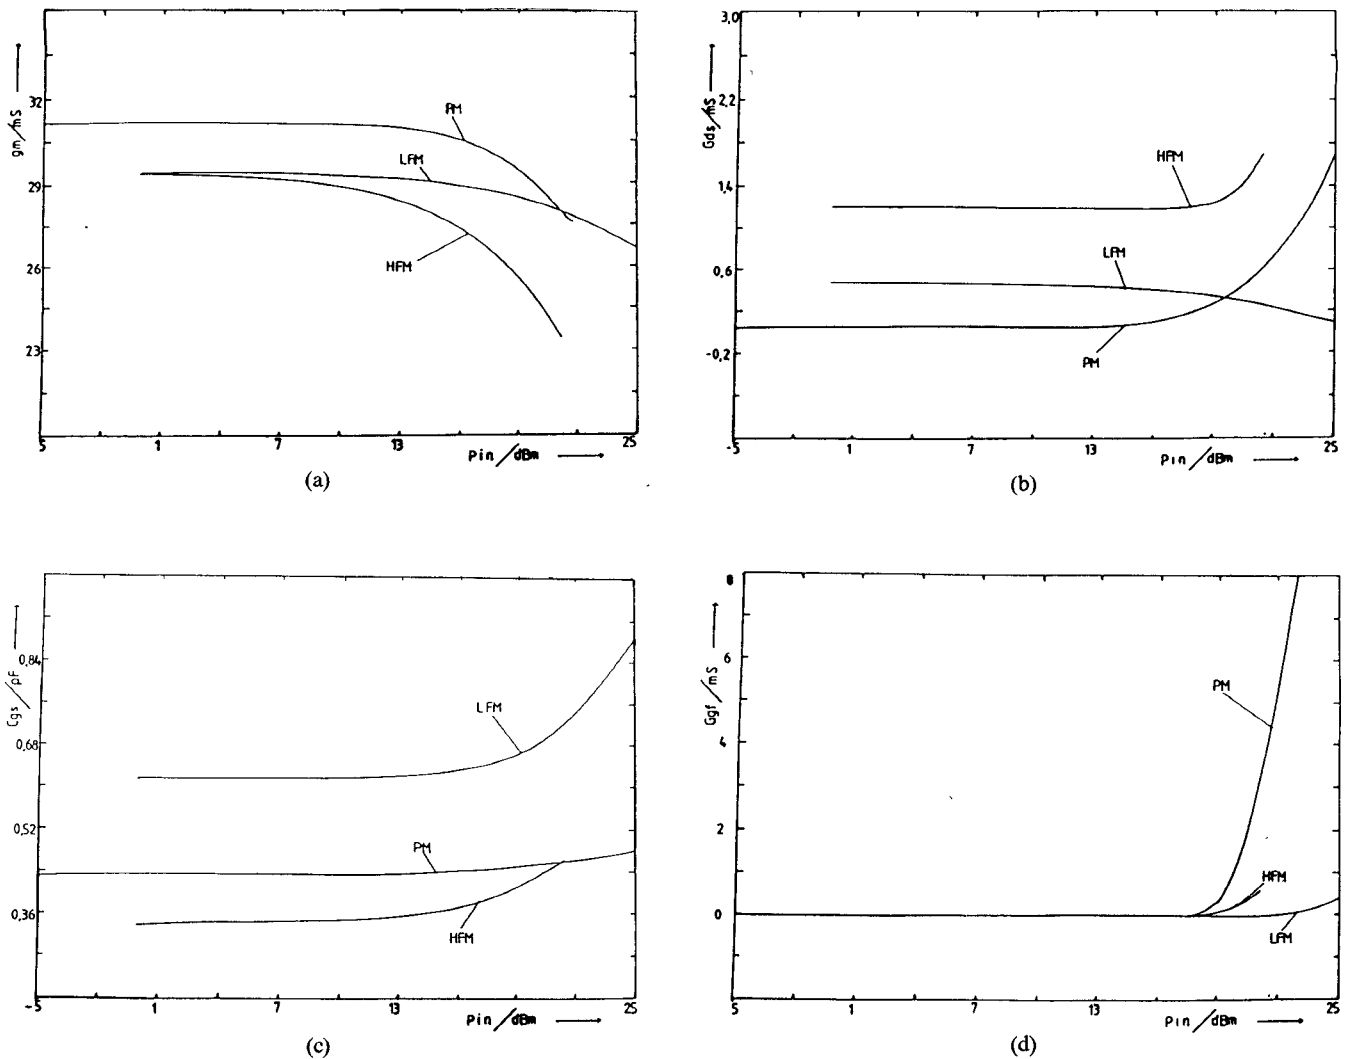 gm/mS
32
29
26
23
PM
LFM
HFM
5
1
7
13
25
Pin/dBm
(a)
Gds/mS
3,0
2,2
1,4
0,6
-0,2
HFM
LFM
PM
-5
1
7
13
25
Pin/dBm
(b)
Cgs/pF
0,84
0,68
0,52
0,36
LFM
PM
HFM
-5
1
7
13
25
Pin/dBm
(c)
Ggf/mS
8
6
4
2
0
PM
HFM
LFM
5
1
7
13
25
Pin/dBm
(d)